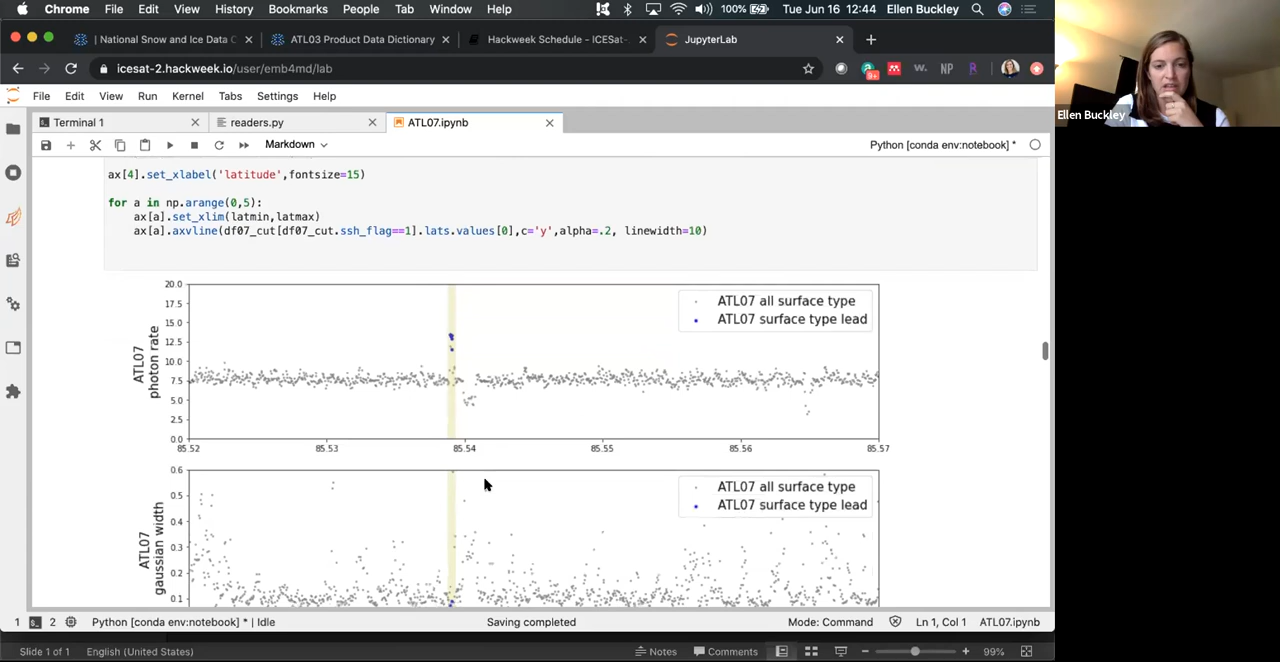 Chrome File Edit View History Bookmarks People Tab Window Help 100% Tue Jun 16 12:44 Ellen Buckley
| National Snow and Ice Data C × ATL03 Product Data Dictionary × Hackweek Schedule - ICESat- × JupyterLab × +
icesat-2.hackweek.io/user/emb4md/lab 9+ w. NP R
File Edit View Run Kernel Tabs Settings Help
Ellen Buckley
Terminal 1 × readers.py × ATL07.ipynb ×
Markdown Python [conda env:notebook] *
ax[4].set_xlabel('latitude',fontsize=15)
for a in np.arange(0,5):
ax[a].set_xlim(latmin,latmax)
ax[a].axvline(df07_cut[df07_cut.ssh_flag==1].lats.values[0],c='y',alpha=.2, linewidth=10)
20.0
17.5
15.0
12.5
10.0
7.5
5.0
2.5
0.0
ATL07
photon rate
ATL07 all surface type
ATL07 surface type lead
85.52 85.53 85.54 85.55 85.56 85.57
0.6
0.5
0.4
0.3
0.2
0.1
ATL07
gaussian width
ATL07 all surface type
ATL07 surface type lead
1 2 Python [conda env:notebook] * | Idle Saving completed Mode: Command Ln 1, Col 1 ATL07.ipynb
Slide 1 of 1 English (United States) Notes Comments 99%